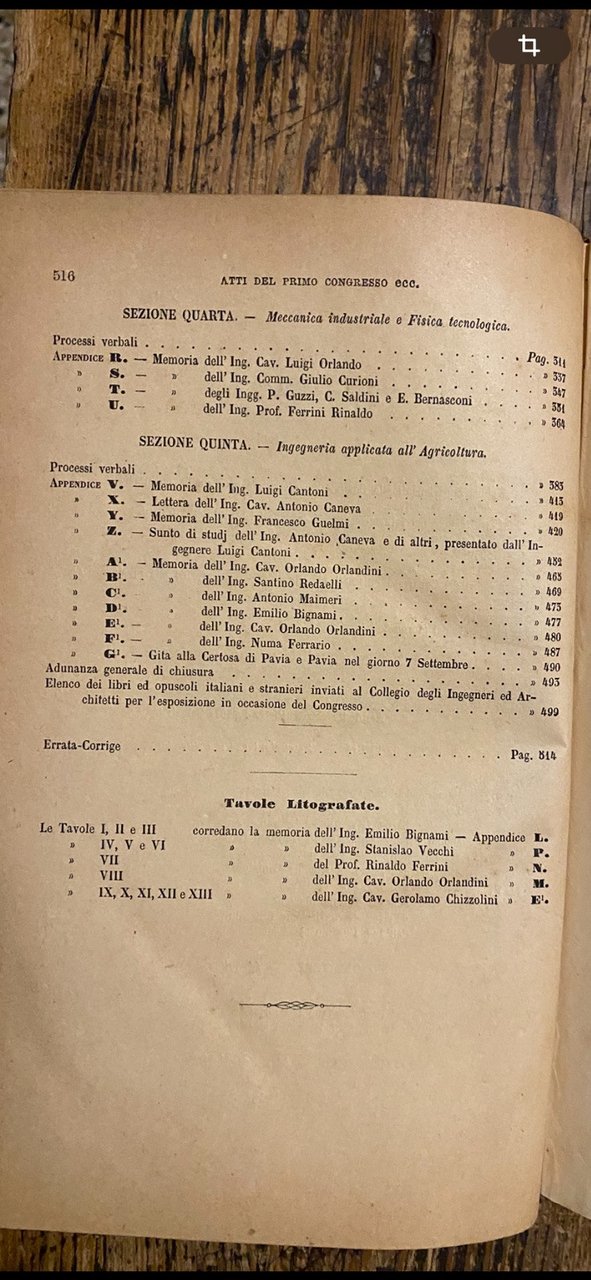 516
ATTI DEL PRIMO CONGRESSO ecc.
SEZIONE QUARTA. — Meccanica industriale e Fisica tecnologica.
Processi verbali . . . Pag. 311
APPENDICE R. — Memoria dell' Ing. Cav. Luigi Orlando . . . » 337
» S. — » dell' Ing. Comm. Giulio Curioni . . . » 347
» T. — » degli Ingg. P. Guzzi, C. Saldini e E. Bernasconi . . . » 351
» U. — » dell' Ing. Prof. Ferrini Rinaldo . . . » 364
SEZIONE QUINTA. — Ingegneria applicata all' Agricoltura.
Processi verbali . . . » 383
APPENDICE V. — Memoria dell' Ing. Luigi Cantoni . . . » 413
» X. — Lettera dell' Ing. Cav. Antonio Caneva . . . » 419
» Y. — Memoria dell' Ing. Francesco Guelmi . . . » 420
» Z. — Sunto di studj dell' Ing. Antonio Caneva e di altri, presentato dall' In-
gegnere Luigi Cantoni . . . » 452
» A¹. — Memoria dell' Ing. Cav. Orlando Orlandini . . . » 463
» B¹. — » dell' Ing. Santino Redaelli . . . » 469
» C¹. — » dell' Ing. Antonio Maimeri . . . » 473
» D¹. — » dell' Ing. Emilio Bignami . . . » 477
» E¹. — » dell' Ing. Cav. Orlando Orlandini . . . » 480
» F¹. — » dell' Ing. Numa Ferrario . . . » 487
» G¹. — Gita alla Certosa di Pavia e Pavia nel giorno 7 Settembre . . . » 490
Adunanza generale di chiusura . . . » 493
Elenco dei libri ed opuscoli italiani e stranieri inviati al Collegio degli Ingegneri ed Ar-
chitetti per l'esposizione in occasione del Congresso . . . » 499
Errata-Corrige . . . Pag. 514
Tavole Litografate.
Le Tavole I, II e III corredano la memoria dell' Ing. Emilio Bignami — Appendice L.
» IV, V e VI » » dell' Ing. Stanislao Vecchi » P.
» VII » » del Prof. Rinaldo Ferrini » N.
» VIII » » dell' Ing. Cav. Orlando Orlandini » M.
» IX, X, XI, XII e XIII » » dell' Ing. Cav. Gerolamo Chizzolini » E¹.